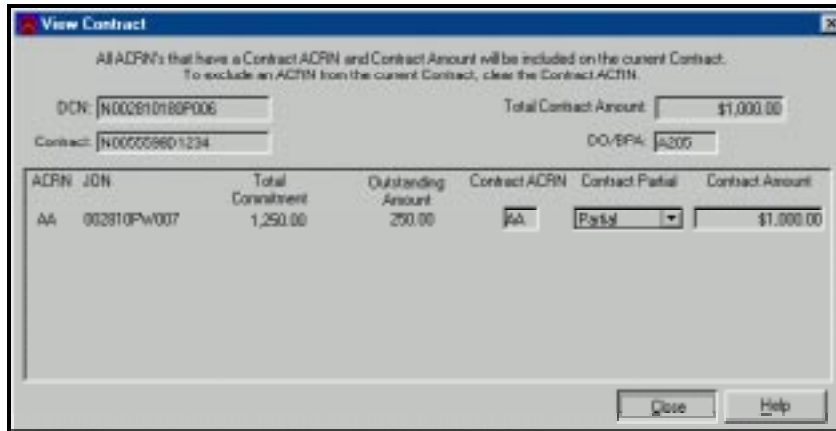 View Contract
All ACRN's that have a Contract ACRN and Contract Amount will be included on the current Contract.
To exclude an ACRN from the current Contract, clear the Contract ACRN.
DCN: N002810180P006 Total Contract Amount: $1,000.00
Contract: N0055598D1234 DO/BPA: A205
ACRN JON Total Commitment Outstanding Amount Contract ACRN Contract Partial Contract Amount
AA 002810PW007 1,250.00 250.00 AA Partial $1,000.00
Close Help